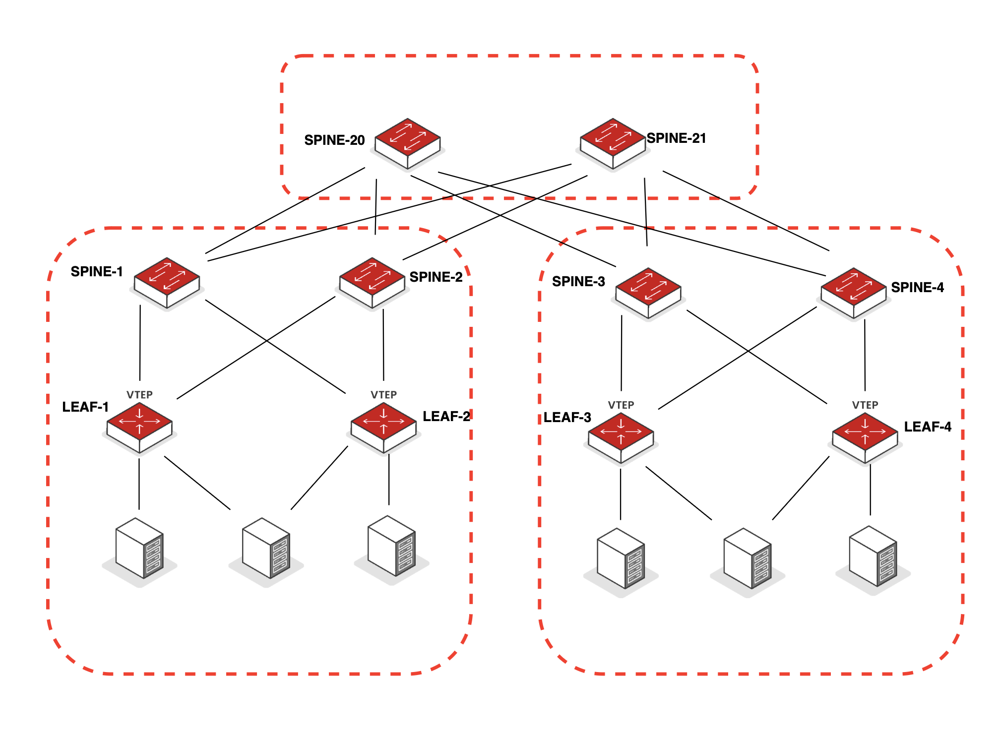 SPINE-20
SPINE-21
SPINE-1
SPINE-2
SPINE-3
SPINE-4
VTEP
VTEP
VTEP
VTEP
LEAF-1
LEAF-2
LEAF-3
LEAF-4